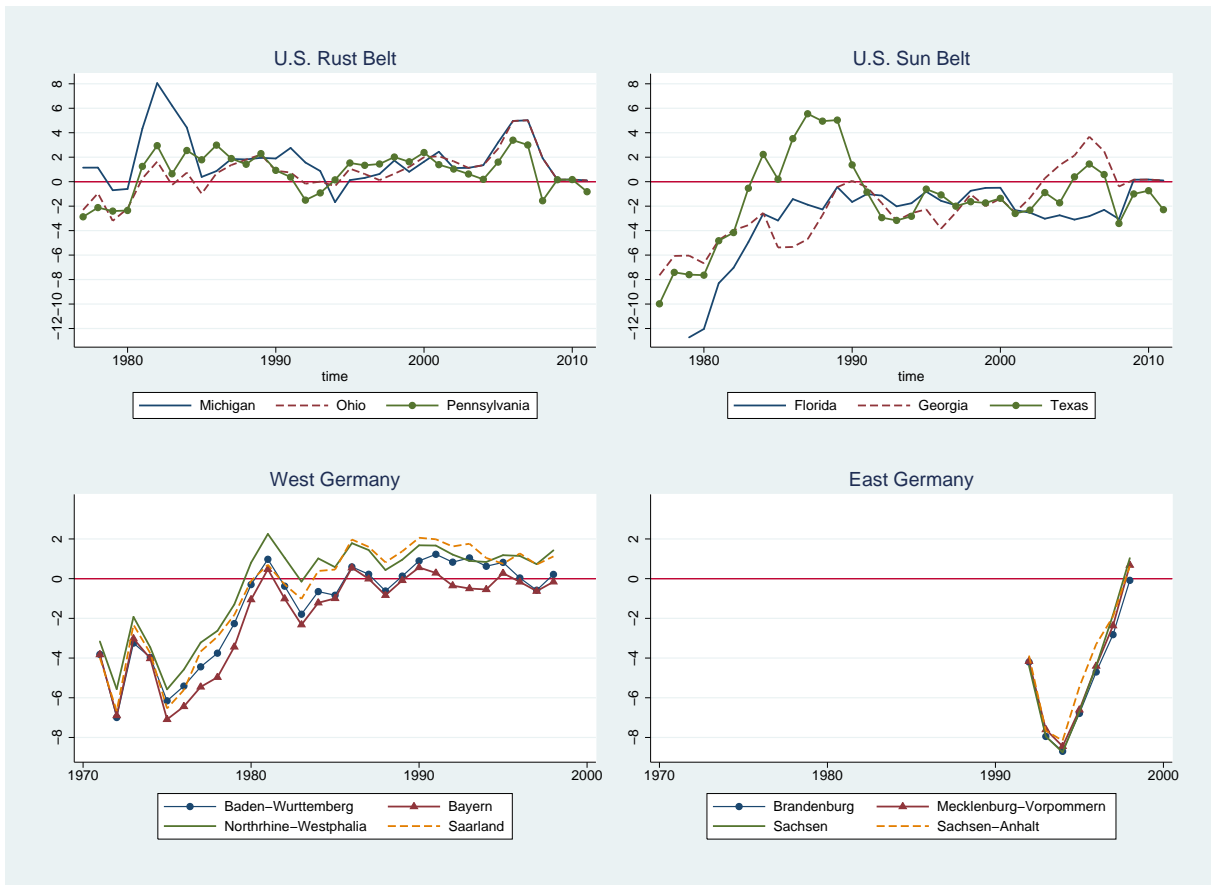 U.S. Rust Belt
8
6
4
2
0
−2
−4
−6
−8
−12−10
1980 1990 2000 2010
time
Michigan Ohio Pennsylvania
U.S. Sun Belt
8
6
4
2
0
−2
−4
−6
−8
−12−10
1980 1990 2000 2010
time
Florida Georgia Texas
West Germany
2
0
−2
−4
−6
−8
1970 1980 1990 2000
Baden−Wurttemberg Bayern
Northrhine−Westphalia Saarland
East Germany
2
0
−2
−4
−6
−8
1970 1980 1990 2000
Brandenburg Mecklenburg−Vorpommern
Sachsen Sachsen−Anhalt